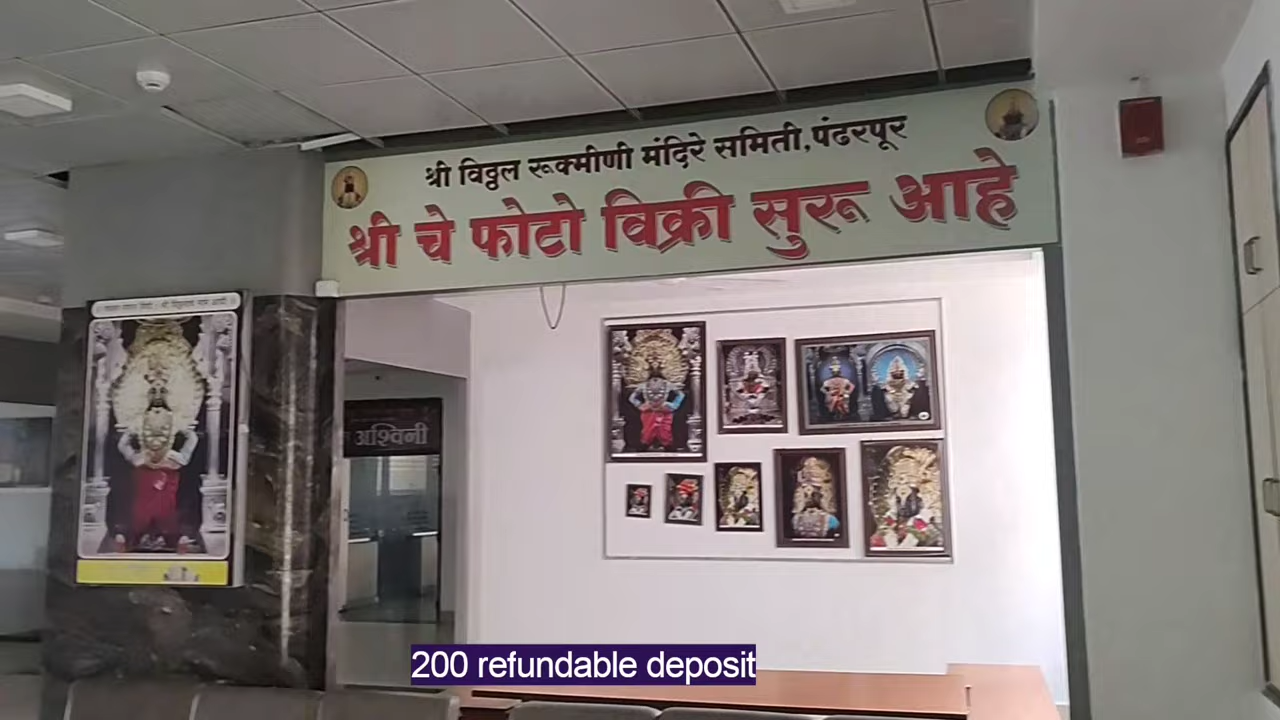 श्री विठ्ठल रूक्मीणी मंदिरे समिती,पंढरपूर
श्री चे फोटो विक्री सुरू आहे
अश्विनी
200 refundable deposit